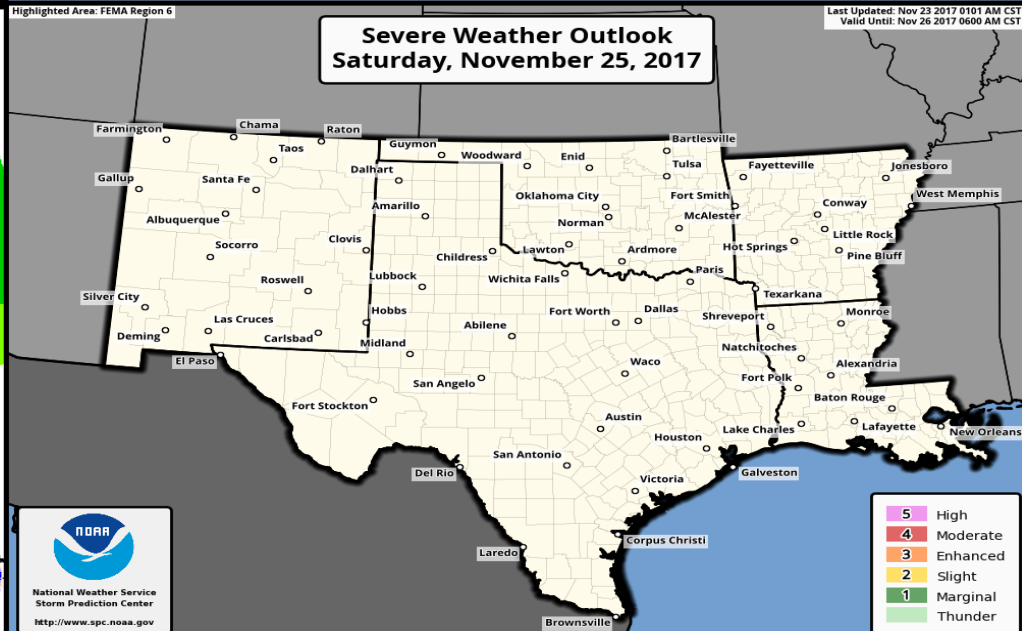 Highlighted Area: FEMA Region 6
Last Updated: Nov 23 2017 0101 AM CST
Valid Until: Nov 26 2017 0600 AM CST
Severe Weather Outlook
Saturday, November 25, 2017
Farmington
Chama
Raton
Taos
Guymon
Woodward
Enid
Bartlesville
Tulsa
Fayetteville
Jonesboro
Gallup
Santa Fe
Dalhart
Oklahoma City
Fort Smith
West Memphis
Albuquerque
Amarillo
Norman
McAlester
Conway
Socorro
Clovis
Childress
Lawton
Ardmore
Hot Springs
Little Rock
Pine Bluff
Roswell
Lubbock
Wichita Falls
Paris
Texarkana
Silver City
Las Cruces
Hobbs
Abilene
Fort Worth
Dallas
Shreveport
Monroe
Deming
Carlsbad
Midland
Natchitoches
El Paso
San Angelo
Waco
Fort Polk
Alexandria
Fort Stockton
Austin
Baton Rouge
Lake Charles
Lafayette
New Orleans
Houston
Del Rio
San Antonio
Victoria
Galveston
Laredo
Corpus Christi
Brownsville
NOAA
National Weather Service
Storm Prediction Center
http://www.spc.noaa.gov
5 High
4 Moderate
3 Enhanced
2 Slight
1 Marginal
Thunder